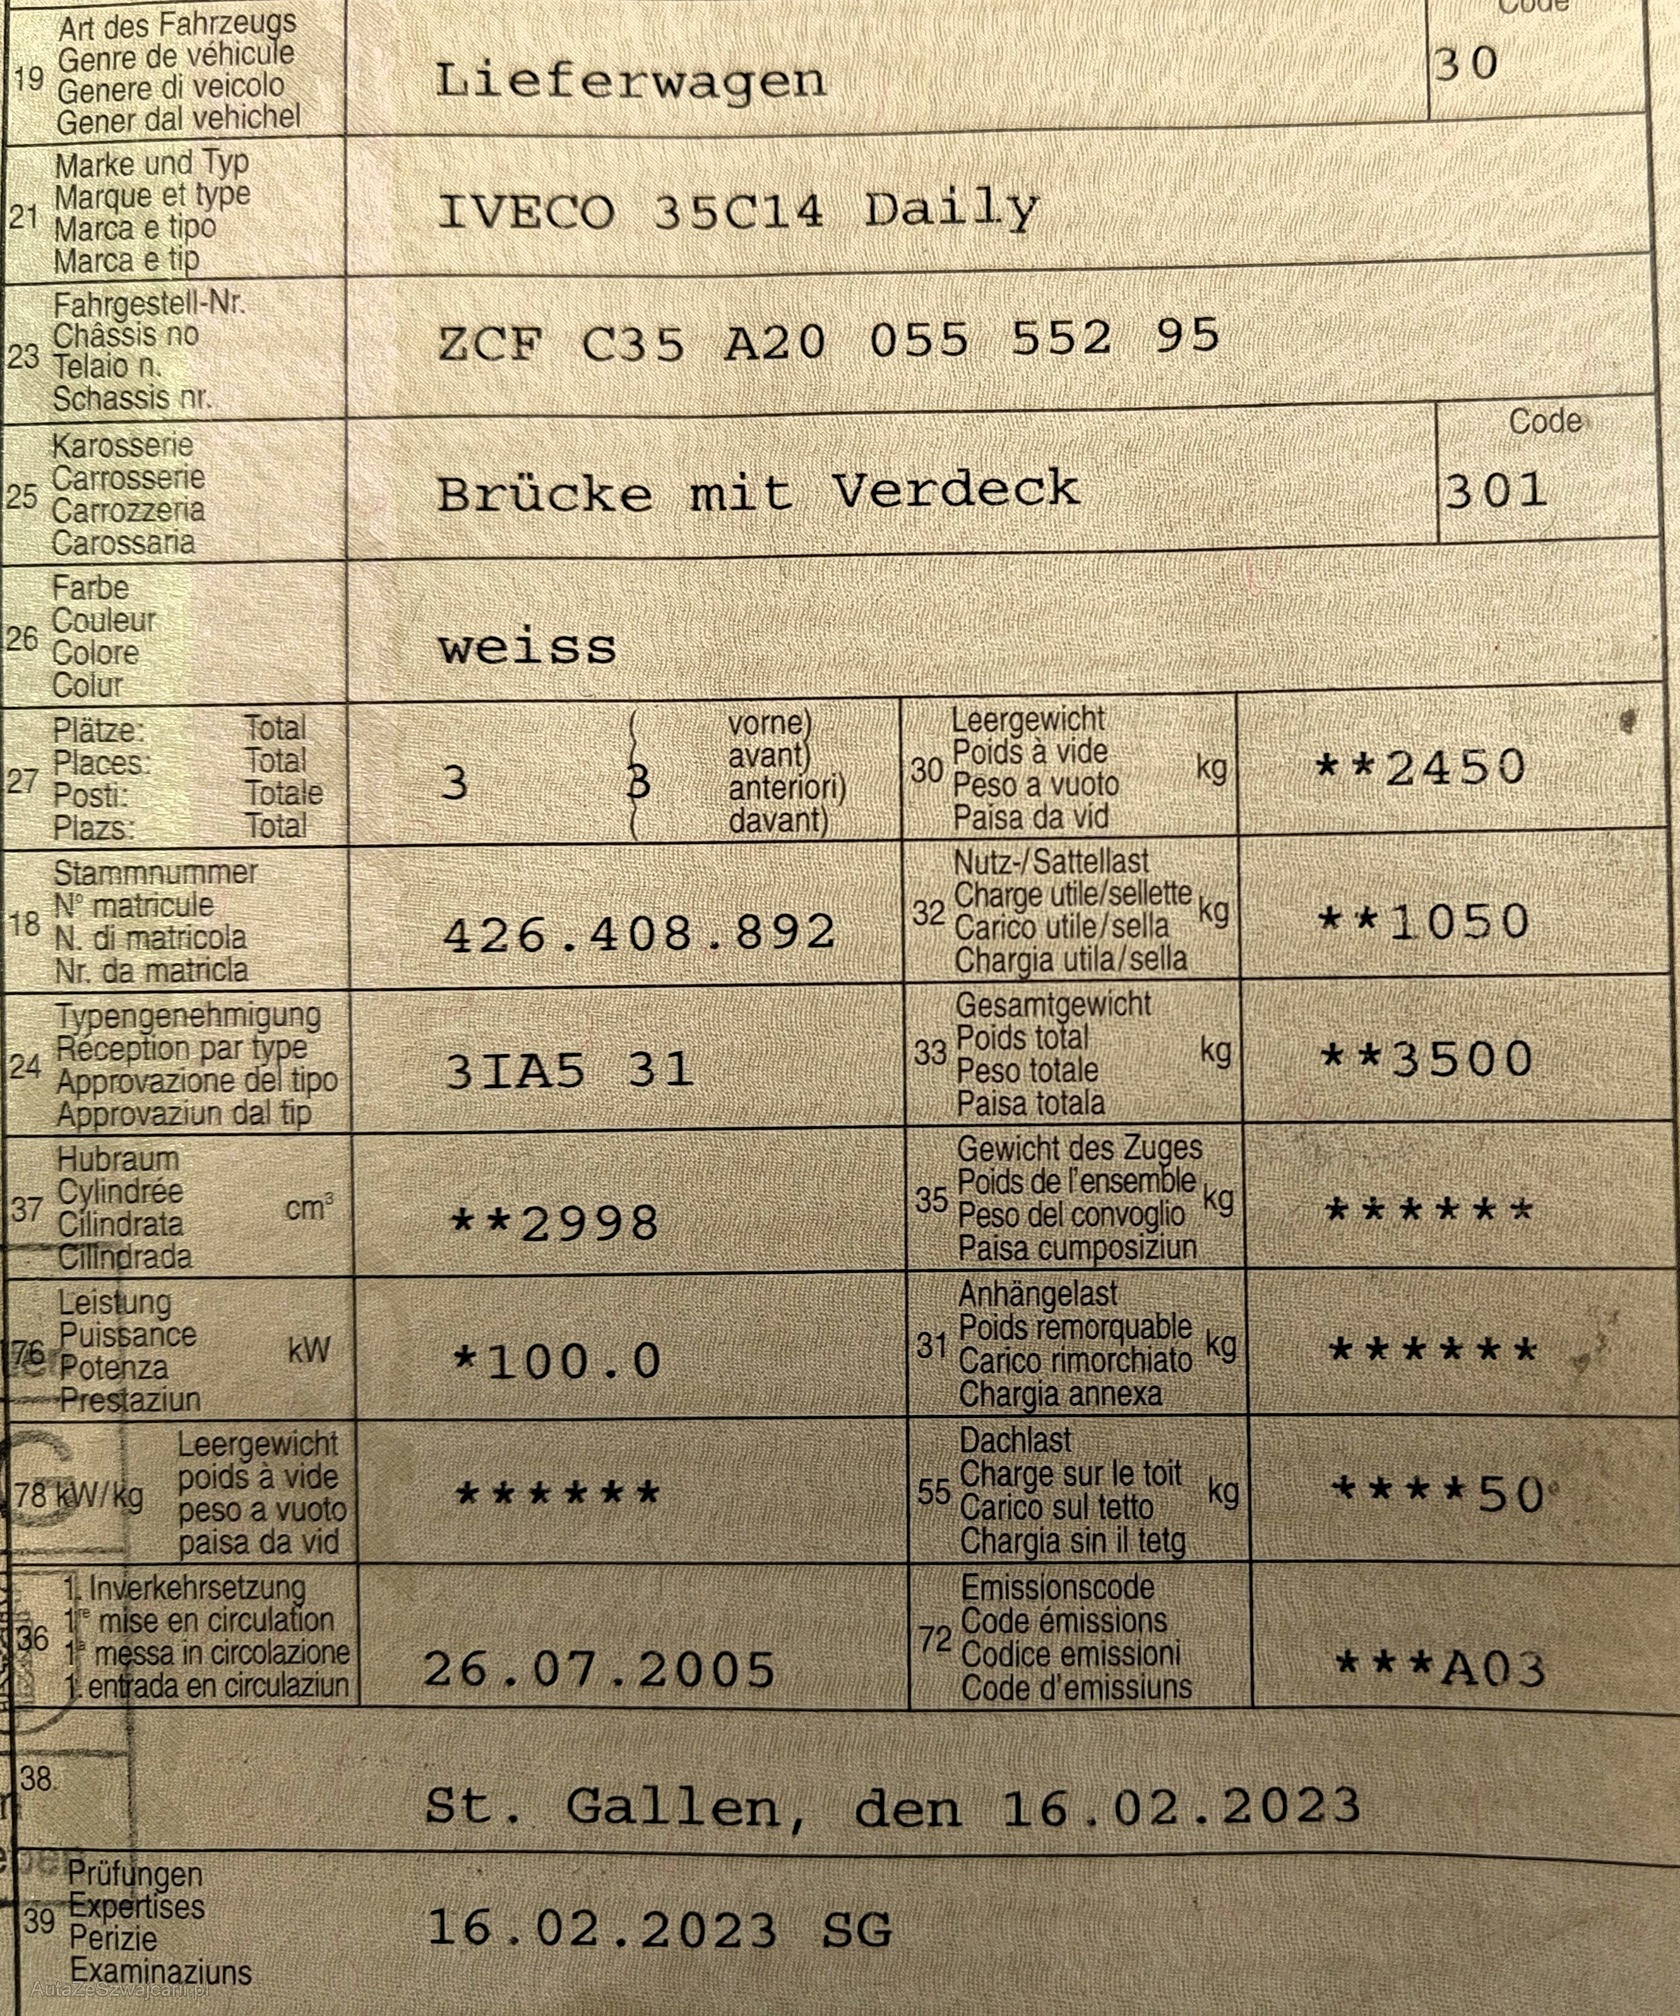 Code
19 Art des Fahrzeugs
Genre de véhicule
Genere di veicolo
Gener dal vehichel
Lieferwagen
30
21 Marke und Typ
Marque et type
Marca e tipo
Marca e tip
IVECO 35C14 Daily
23 Fahrgestell-Nr.
Châssis no
Telaio n.
Schassis nr.
ZCF C35 A20 055 552 95
25 Karosserie
Carrosserie
Carrozzeria
Carossaria
Brücke mit Verdeck
Code
301
26 Farbe
Couleur
Colore
Colur
weiss
27 Plätze: Total
Places: Total
Posti: Totale
Plazs: Total
3 3
( vorne)
( avant)
( anteriori)
( davant)
30 Leergewicht
Poids à vide
Peso a vuoto
Paisa da vid
kg
**2450
18 Stammnummer
N° matricule
N. di matricola
Nr. da matricla
426.408.892
32 Nutz-/Sattellast
Charge utile/sellette
Carico utile/sella
Chargia utila/sella
kg
**1050
24 Typengenehmigung
Réception par type
Approvazione del tipo
Approvaziun dal tip
3IA5 31
33 Gesamtgewicht
Poids total
Peso totale
Paisa totala
kg
**3500
37 Hubraum
Cylindrée
Cilindrata
Cilindrada
cm³
**2998
35 Gewicht des Zuges
Poids de l'ensemble
Peso del convoglio
Paisa cumposiziun
kg
******
76 Leistung
Puissance
Potenza
Prestaziun
kW
*100.0
31 Anhängelast
Poids remorquable
Carico rimorchiato
Chargia annexa
kg
******
78 kW/kg
Leergewicht
poids à vide
peso a vuoto
paisa da vid
******
55 Dachlast
Charge sur le toit
Carico sul tetto
Chargia sin il tetg
kg
****50
36 1. Inverkehrsetzung
1re mise en circulation
1a messa in circolazione
1. entrada en circulaziun
26.07.2005
72 Emissionscode
Code émissions
Codice emissioni
Code d'emissiuns
***A03
38
St. Gallen, den 16.02.2023
39 Prüfungen
Expertises
Perizie
Examinaziuns
16.02.2023 SG
AutaZeSzwajcarii.pl